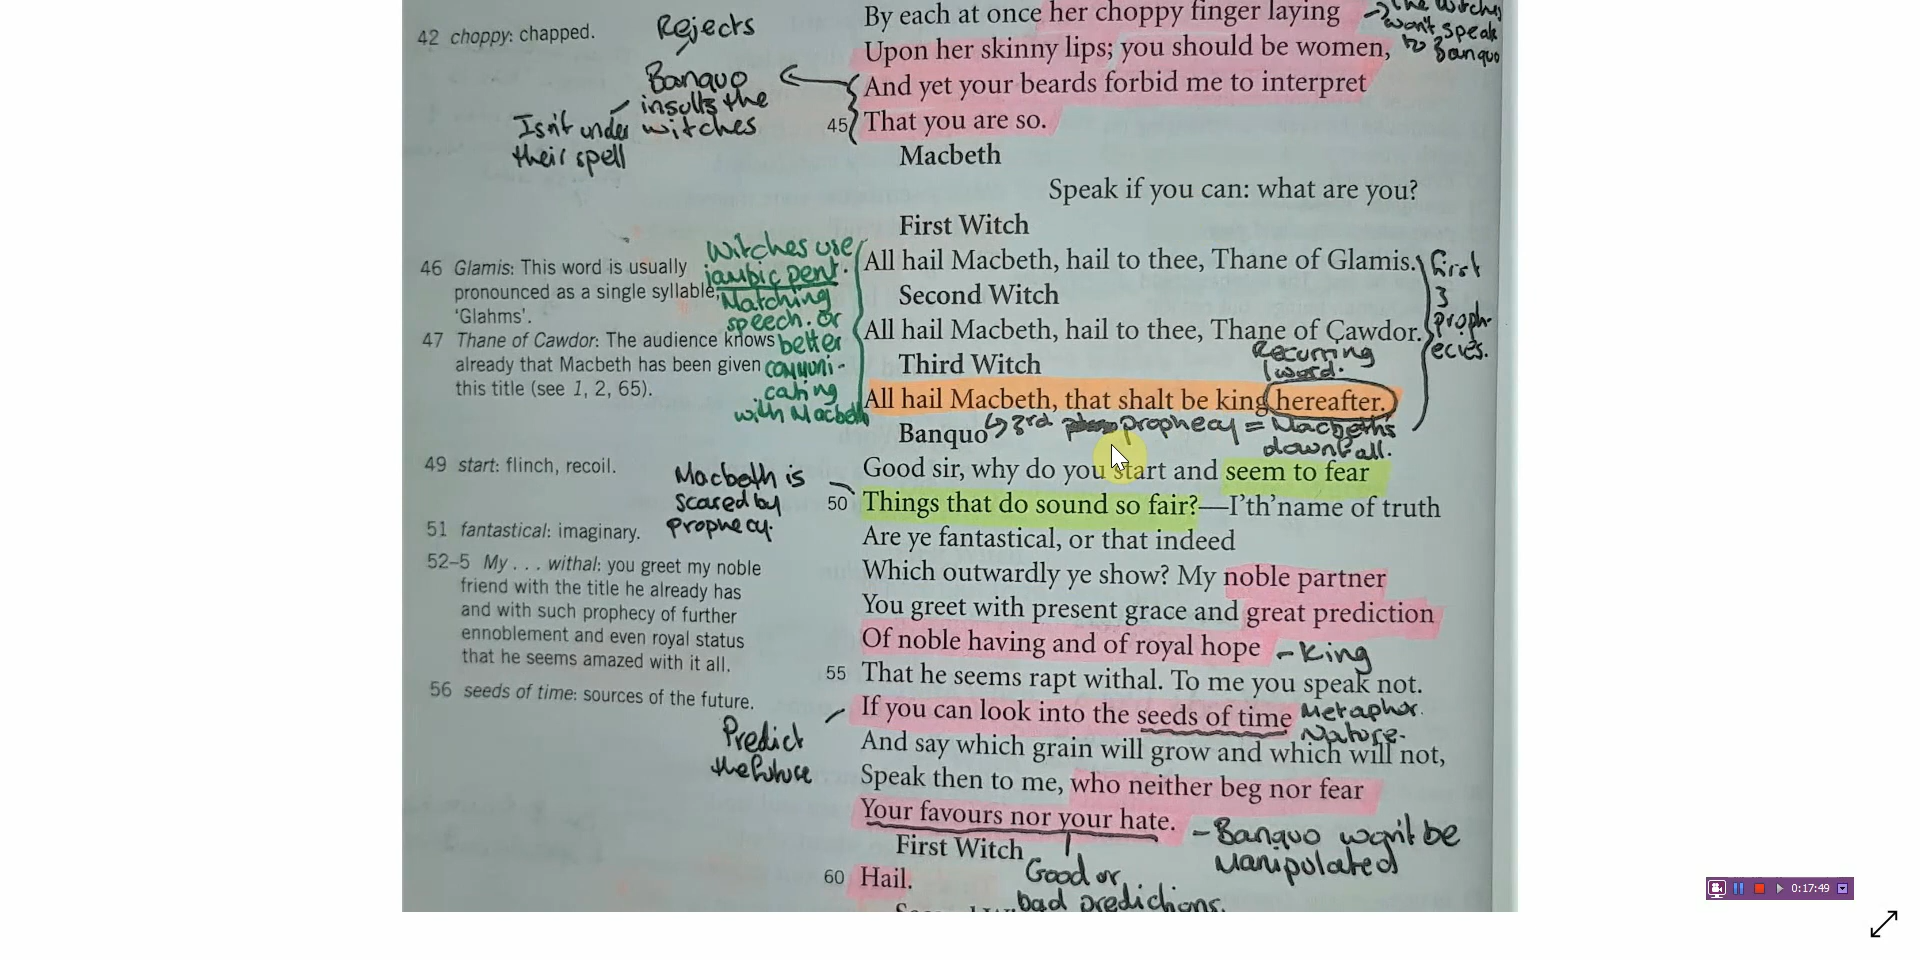 By each at once her choppy finger laying
→ the witches
won't speak
to Banquo
42 choppy: chapped.
Rejects
Upon her skinny lips; you should be women,
Banquo
insults the
witches
And yet your beards forbid me to interpret
Isn't under
their spell
45 That you are so.
Macbeth
Speak if you can: what are you?
First Witch
Witches use
iambic pent.
Matching
speech. or
better
communi-
cating
with Macbeth
46 Glamis: This word is usually
pronounced as a single syllable,
'Glahms'.
All hail Macbeth, hail to thee, Thane of Glamis.
first
3
proph-
ecies.
Second Witch
All hail Macbeth, hail to thee, Thane of Cawdor.
47 Thane of Cawdor: The audience knows
already that Macbeth has been given
this title (see 1, 2, 65).
Recurring
word.
Third Witch
All hail Macbeth, that shalt be king hereafter.
↳ 3rd prophecy = Macbeth's
downfall.
Banquo
49 start: flinch, recoil.
Good sir, why do you start and seem to fear
Macbeth is
scared by
prophecy.
50 Things that do sound so fair?—I'th'name of truth
51 fantastical: imaginary.
Are ye fantastical, or that indeed
52–5 My . . . withal: you greet my noble
friend with the title he already has
and with such prophecy of further
ennoblement and even royal status
that he seems amazed with it all.
Which outwardly ye show? My noble partner
You greet with present grace and great prediction
Of noble having and of royal hope
– King
55 That he seems rapt withal. To me you speak not.
56 seeds of time: sources of the future.
If you can look into the seeds of time
Metaphor.
Nature.
Predict
the future
And say which grain will grow and which will not,
Speak then to me, who neither beg nor fear
Your favours nor your hate.
– Banquo won't be
manipulated
Good or
bad predictions.
First Witch
60 Hail.
0:17:49